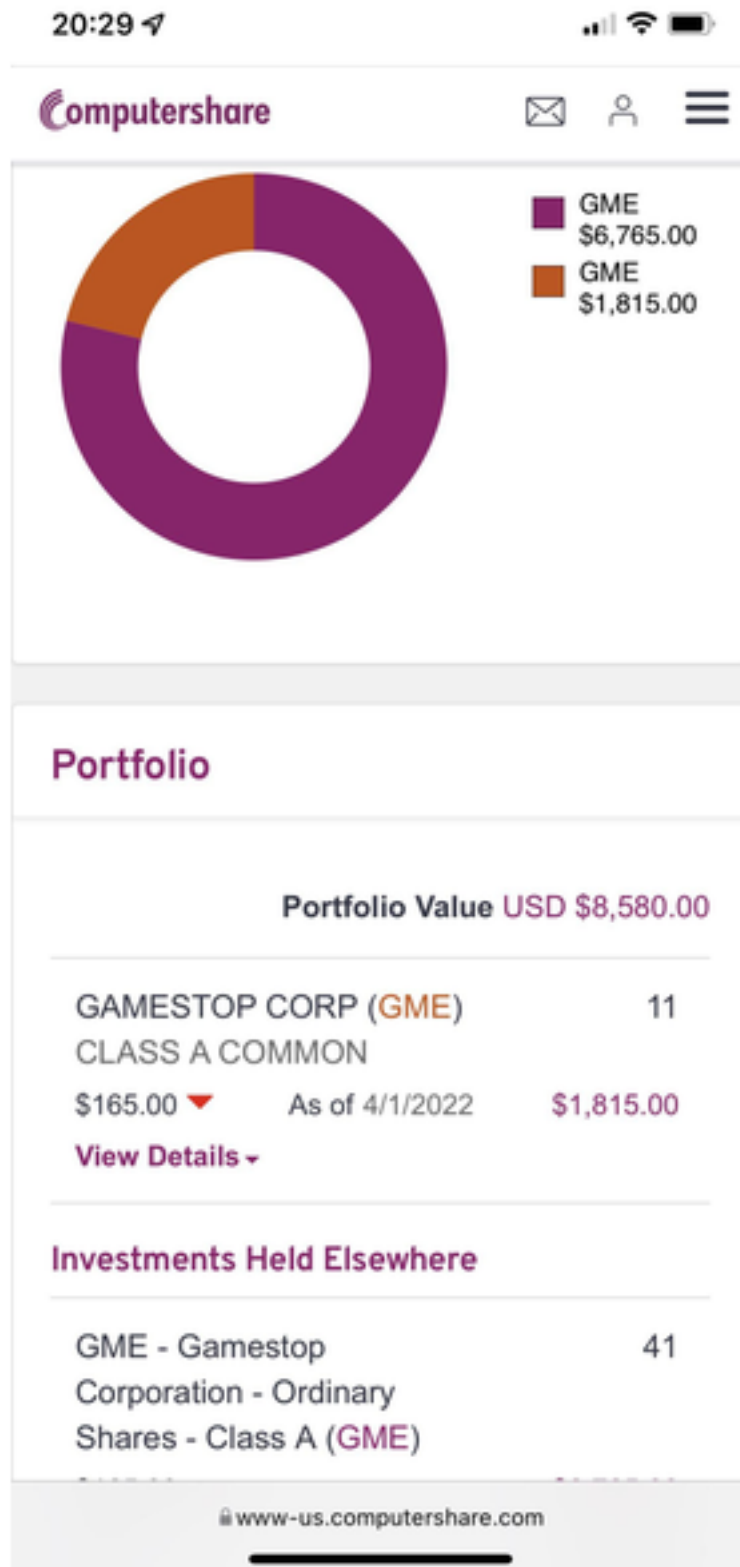 20:29
Computershare
GME
$6,765.00
GME
$1,815.00
Portfolio
Portfolio Value USD $8,580.00
GAMESTOP CORP (GME) 11
CLASS A COMMON
$165.00 As of 4/1/2022 $1,815.00
View Details
Investments Held Elsewhere
GME - Gamestop 41
Corporation - Ordinary
Shares - Class A (GME)
www-us.computershare.com